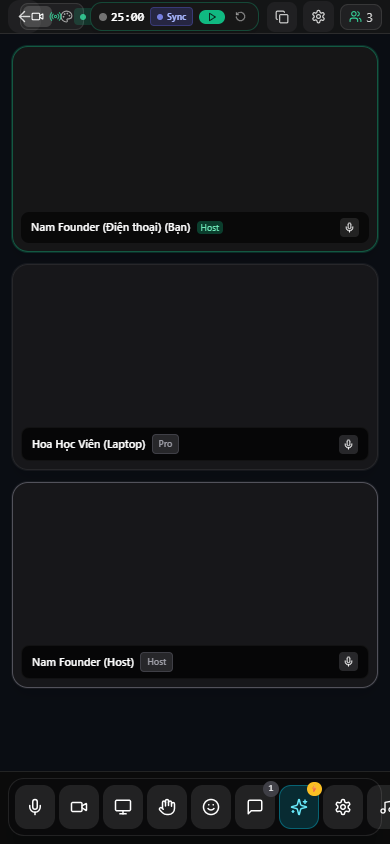 25:00 Sync 3
Nam Founder (Điện thoại) (Bạn) Host
Hoa Học Viên (Laptop) Pro
Nam Founder (Host) Host
1